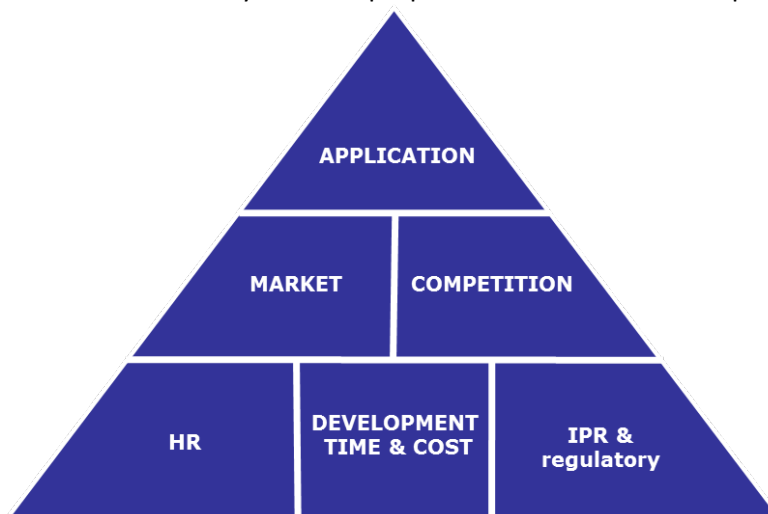 APPLICATION
MARKET
COMPETITION
HR
DEVELOPMENT
TIME & COST
IPR &
regulatory